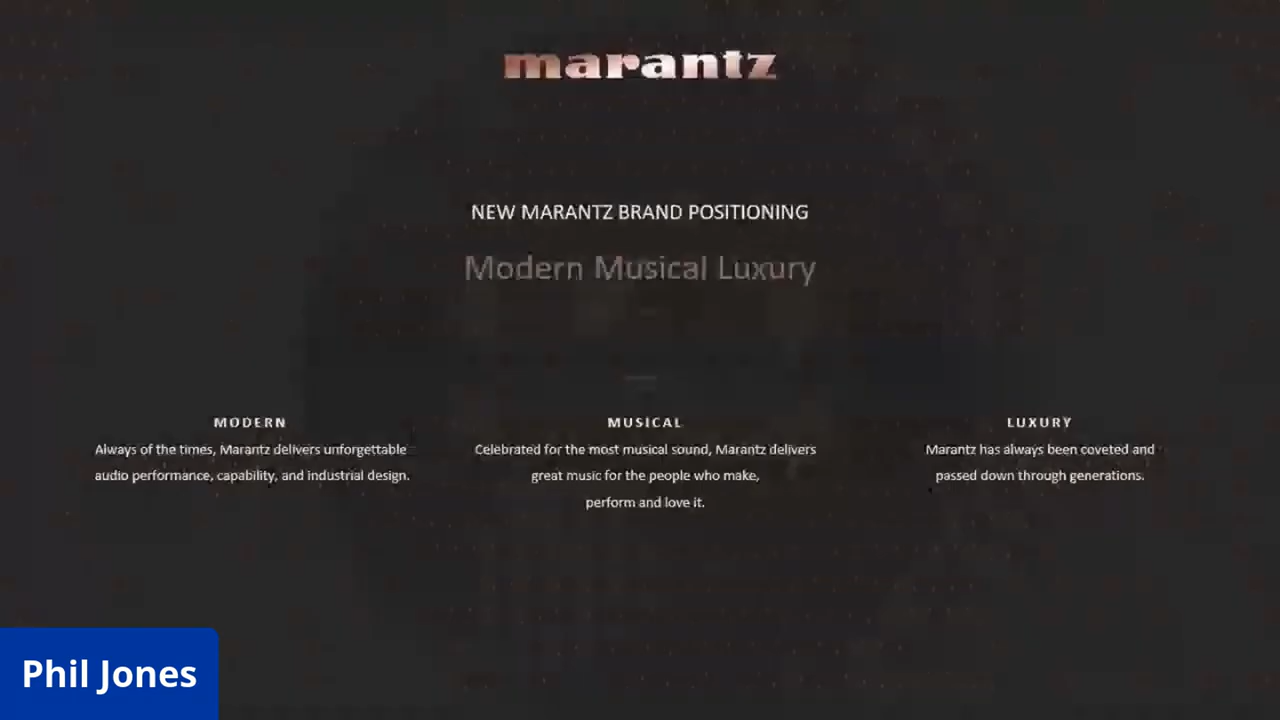 marantz
NEW MARANTZ BRAND POSITIONING
Modern Musical Luxury
MODERN
Always of the times, Marantz delivers unforgettable
audio performance, capability, and industrial design.
MUSICAL
Celebrated for the most musical sound, Marantz delivers
great music for the people who make,
perform and love it.
LUXURY
Marantz has always been coveted and
passed down through generations.
Phil Jones